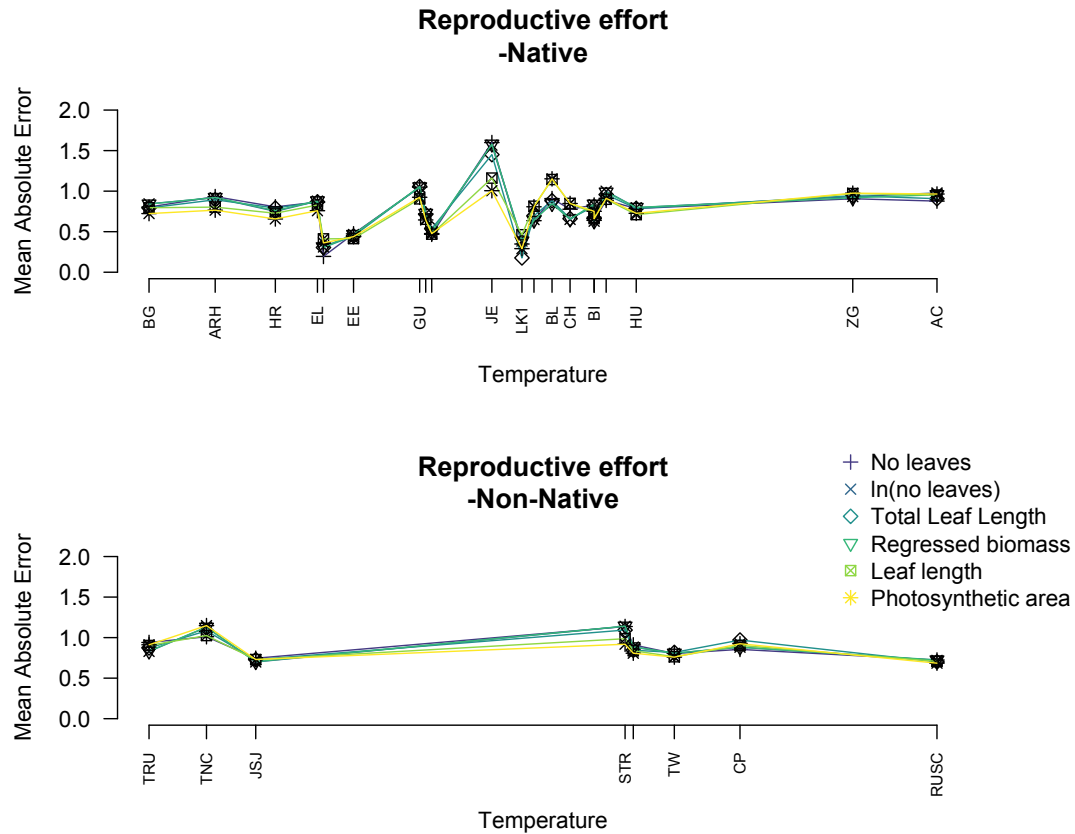 Reproductive effort
-Native
Mean Absolute Error
2.0
1.5
1.0
0.5
0.0
BG ARH HR EL EE GU JE LK1 BL CH BI HU ZG AC
Temperature
Reproductive effort
-Non-Native
No leaves
ln(no leaves)
Total Leaf Length
Regressed biomass
Leaf length
Photosynthetic area
Mean Absolute Error
2.0
1.5
1.0
0.5
0.0
TRU TNC JSJ STR TW CP RUSC
Temperature